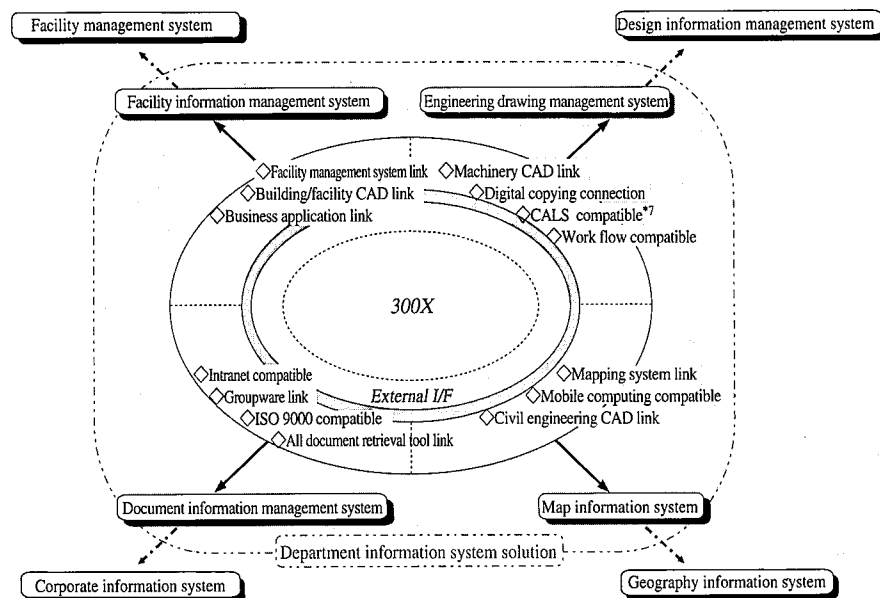 Facility management system
Design information management system
Facility information management system
Engineering drawing management system
◇Facility management system link
◇Machinery CAD link
◇Building/facility CAD link
◇Digital copying connection
◇Business application link
◇CALS compatible*7
◇Work flow compatible
300X
◇Intranet compatible
◇Mapping system link
◇Groupware link
External I/F
◇Mobile computing compatible
◇ISO 9000 compatible
◇Civil engineering CAD link
◇All document retrieval tool link
Document information management system
Map information system
Department information system solution
Corporate information system
Geography information system